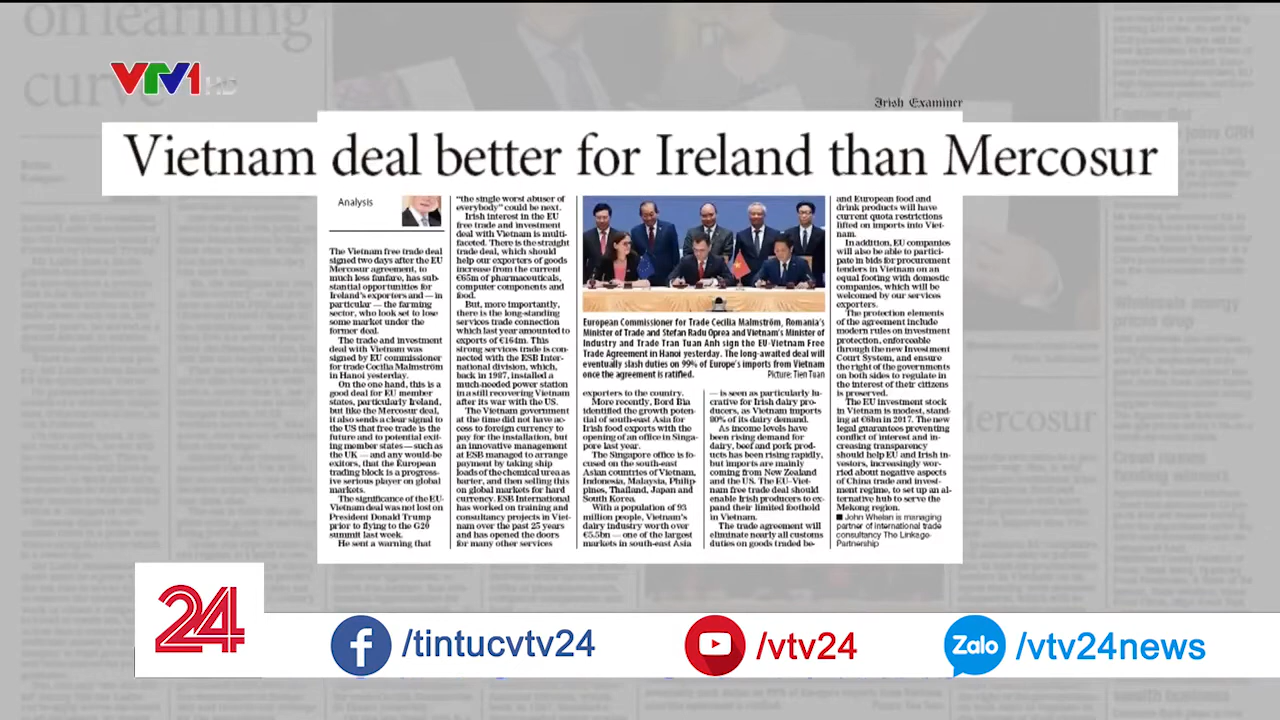 on learning
curve
VTV1 HD
Irish Examiner
Vietnam deal better for Ireland than Mercosur
Analysis
The Vietnam free trade deal
signed two days after the EU
Mercosur agreement, to
much less fanfare, has sub-
stantial opportunities for
Ireland's exporters and — in
particular — the farming
sector, who look set to lose
some market under the
former deal.
The trade and investment
deal with Vietnam was
signed by EU commissioner
for trade Cecilia Malmström
in Hanoi yesterday.
On the one hand, this is a
good deal for EU member
states, particularly Ireland,
but like the Mercosur deal,
it also sends a clear signal to
the US that free trade is the
future and to potential exit-
ing member states — such as
the UK — and any would-be
exitors, that the European
trading block is a progress-
ive serious player on global
markets.
The significance of the EU-
Vietnam deal was not lost on
President Donald Trump
prior to flying to the G20
summit last week.
He sent a warning that
"the single worst abuser of
everybody" could be next.
Irish interest in the EU
free trade and investment
deal with Vietnam is multi-
faceted. There is the straight
trade deal, which should
help our exporters of goods
increase from the current
€65m of pharmaceuticals,
computer components and
food.
But, more importantly,
there is the long-standing
services trade connection
which last year amounted to
exports of €164m. This
strong services trade is con-
nected with the ESB Inter-
national division, which,
back in 1987, installed a
much-needed power station
in a still recovering Vietnam
after its war with the US.
The Vietnam government
at the time did not have ac-
cess to foreign currency to
pay for the installation, but
an innovative management
at ESB managed to arrange
payment by taking ship
loads of the chemical urea as
barter, and then selling this
on global markets for hard
currency. ESB International
has worked on training and
consultancy projects in Viet-
nam over the past 25 years
and has opened the doors
for many other services
European Commissioner for Trade Cecilia Malmström, Romania's
Minister of Trade and Stefan Radu Oprea and Vietnam's Minister of
Industry and Trade Tran Tuan Anh sign the EU-Vietnam Free
Trade Agreement in Hanoi yesterday. The long-awaited deal will
eventually slash duties on 99% of Europe's imports from Vietnam
once the agreement is ratified. Picture: Tien Tuan
exporters to the country.
More recently, Bord Bia
identified the growth poten-
tial of south-east Asia for
Irish food exports with the
opening of an office in Singa-
pore last year.
The Singapore office is fo-
cused on the south-east
Asian countries of Vietnam,
Indonesia, Malaysia, Philip-
pines, Thailand, Japan and
South Korea.
With a population of 93
million people, Vietnam's
dairy industry worth over
€5.5bn — one of the largest
markets in south-east Asia
— is seen as particularly lu-
crative for Irish dairy pro-
ducers, as Vietnam imports
80% of its dairy demand.
As income levels have
been rising demand for
dairy, beef and pork prod-
ucts has been rising rapidly,
but imports are mainly
coming from New Zealand
and the US. The EU-Viet-
nam free trade deal should
enable Irish producers to ex-
pand their limited foothold
in Vietnam.
The trade agreement will
eliminate nearly all customs
duties on goods traded be-
and European food and
drink products will have
current quota restrictions
lifted on imports into Viet-
nam.
In addition, EU companies
will also be able to partici-
pate in bids for procurement
tenders in Vietnam on an
equal footing with domestic
companies, which will be
welcomed by our services
exporters.
The protection elements
of the agreement include
modern rules on investment
protection, enforceable
through the new Investment
Court System, and ensure
the right of the governments
on both sides to regulate in
the interest of their citizens
is preserved.
The EU investment stock
in Vietnam is modest, stand-
ing at €6bn in 2017. The new
legal guarantees preventing
conflict of interest and in-
creasing transparency
should help EU and Irish in-
vestors, increasingly wor-
ried about negative aspects
of China trade and invest-
ment regime, to set up an al-
ternative hub to serve the
Mekong region.
■ John Whelan is managing
partner of international trade
consultancy The Linkage-
Partnership
Mercosur
24
f /tintucvtv24
/vtv24
Zalo /vtv24news